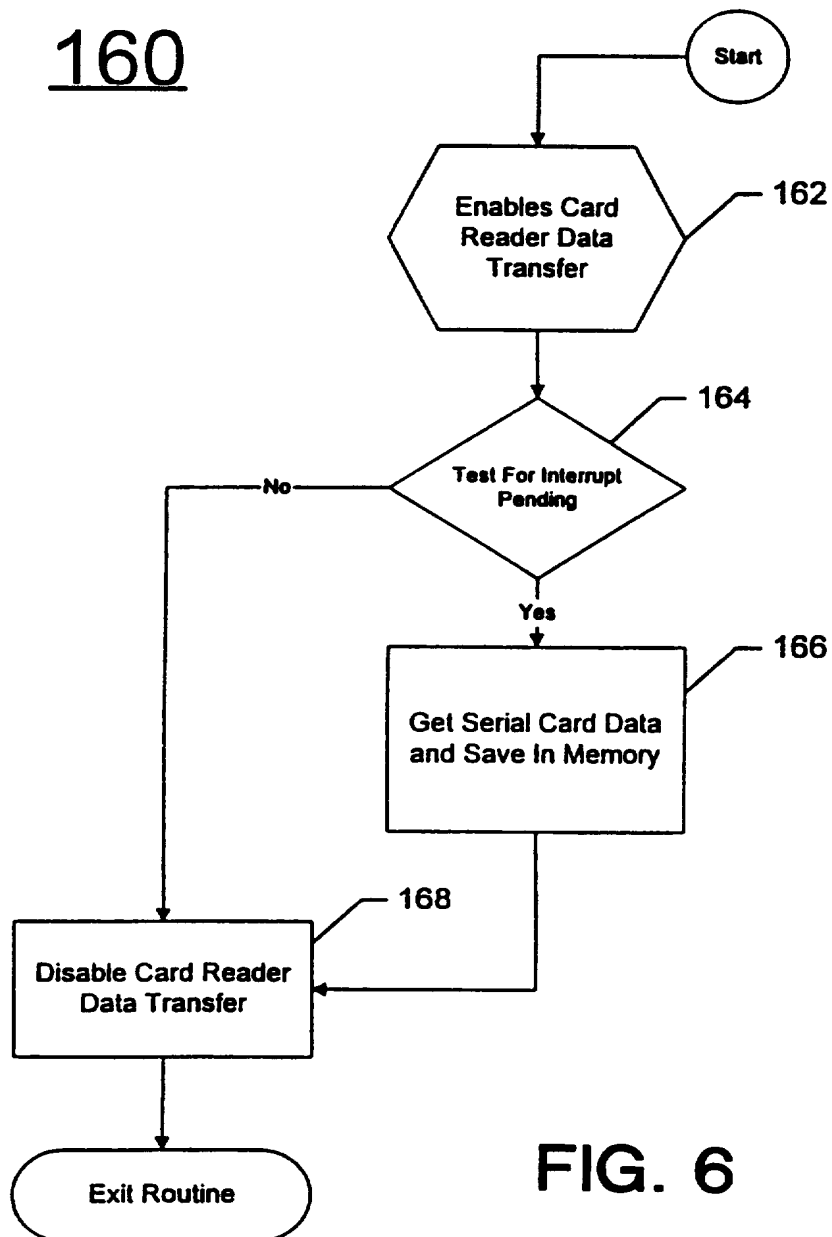 160
Start
Enables Card
Reader Data
Transfer
162
164
Test For Interrupt
Pending
No
Yes
166
Get Serial Card Data
and Save In Memory
168
Disable Card Reader
Data Transfer
Exit Routine
FIG. 6